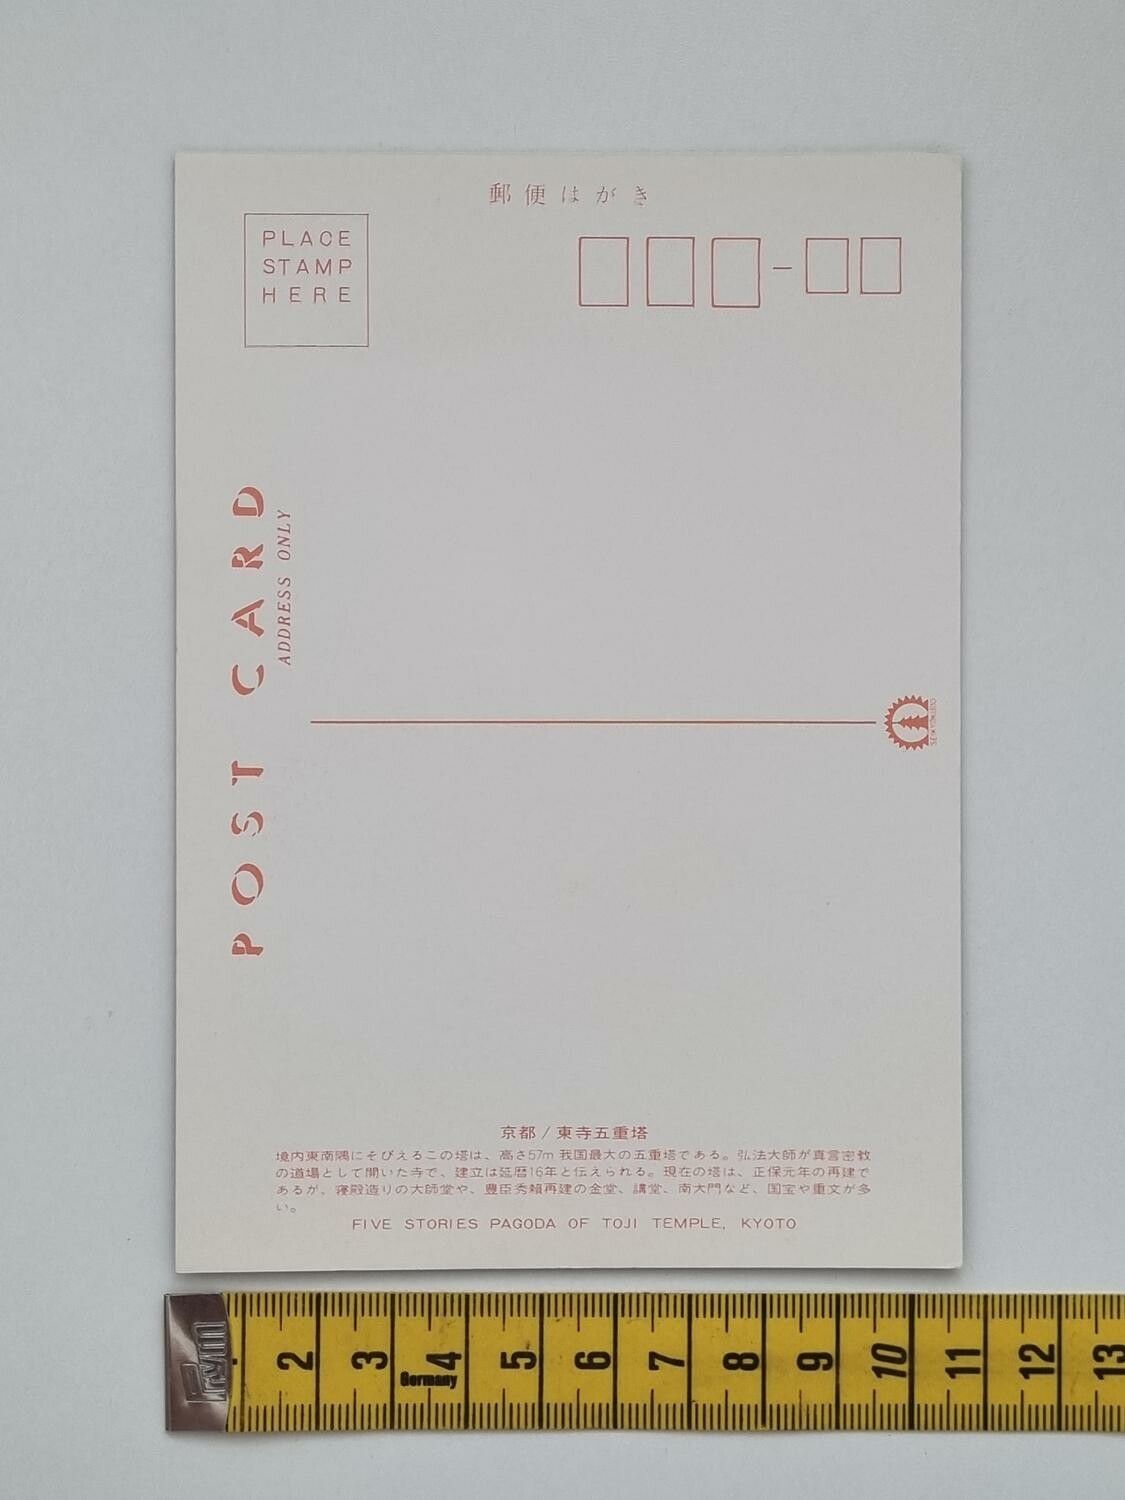 郵便はがき
PLACE
STAMP
HERE
POST CARD
ADDRESS ONLY
京都/東寺五重塔
境内東南隅にそびえるこの塔は、高さ57m我国最大の五重塔である。弘法大師が真言密教
の道場として開いた寺で、建立は延暦16年と伝えられる。現在の塔は、正保元年の再建で
あるが、寝殿造りの大師堂や、豊臣秀頼再建の金堂、講堂、南大門など、国宝や重文が多
い。
FIVE STORIES PAGODA OF TOJI TEMPLE, KYOTO
Prym
2
3
4
Germany
5
6
7
8
9
10
11
12
13